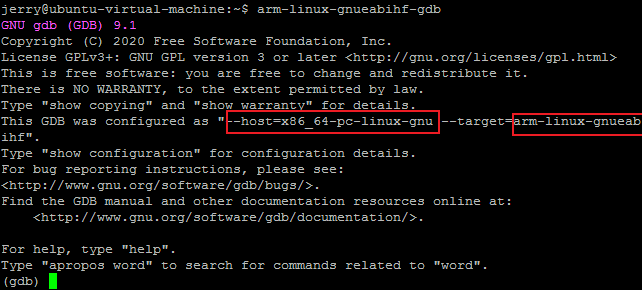 jerry@ubuntu-virtual-machine:~$ arm-linux-gnueabihf-gdb
GNU gdb (GDB) 9.1
Copyright (C) 2020 Free Software Foundation, Inc.
License GPLv3+: GNU GPL version 3 or later <http://gnu.org/licenses/gpl.html>
This is free software: you are free to change and redistribute it.
There is NO WARRANTY, to the extent permitted by law.
Type "show copying" and "show warranty" for details.
This GDB was configured as "--host=x86_64-pc-linux-gnu --target=arm-linux-gnueab
ihf".
Type "show configuration" for configuration details.
For bug reporting instructions, please see:
<http://www.gnu.org/software/gdb/bugs/>.
Find the GDB manual and other documentation resources online at:
    <http://www.gnu.org/software/gdb/documentation/>.

For help, type "help".
Type "apropos word" to search for commands related to "word".
(gdb)